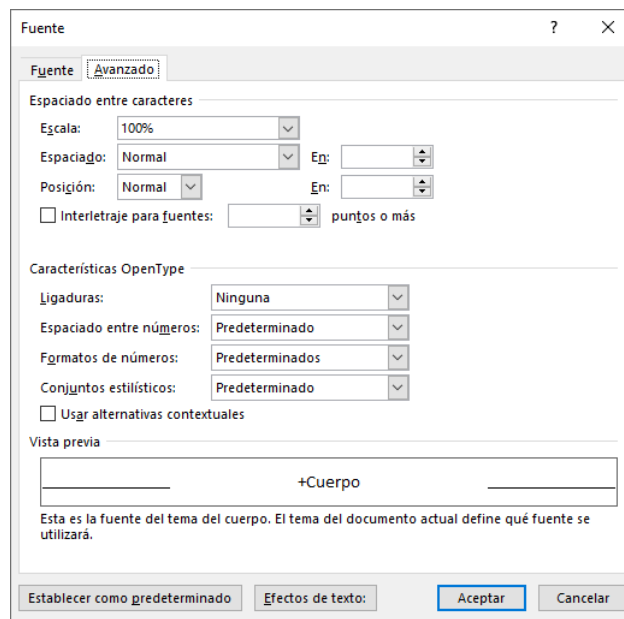 Fuente ?
Fuente Avanzado
Espaciado entre caracteres
Escala: 100%
Espaciado: Normal En:
Posición: Normal En:
Interletraje para fuentes: puntos o más
Características OpenType
Ligaduras: Ninguna
Espaciado entre números: Predeterminado
Formatos de números: Predeterminados
Conjuntos estilísticos: Predeterminado
Usar alternativas contextuales
Vista previa
+Cuerpo
Esta es la fuente del tema del cuerpo. El tema del documento actual define qué fuente se
utilizará.
Establecer como predeterminado Efectos de texto: Aceptar Cancelar